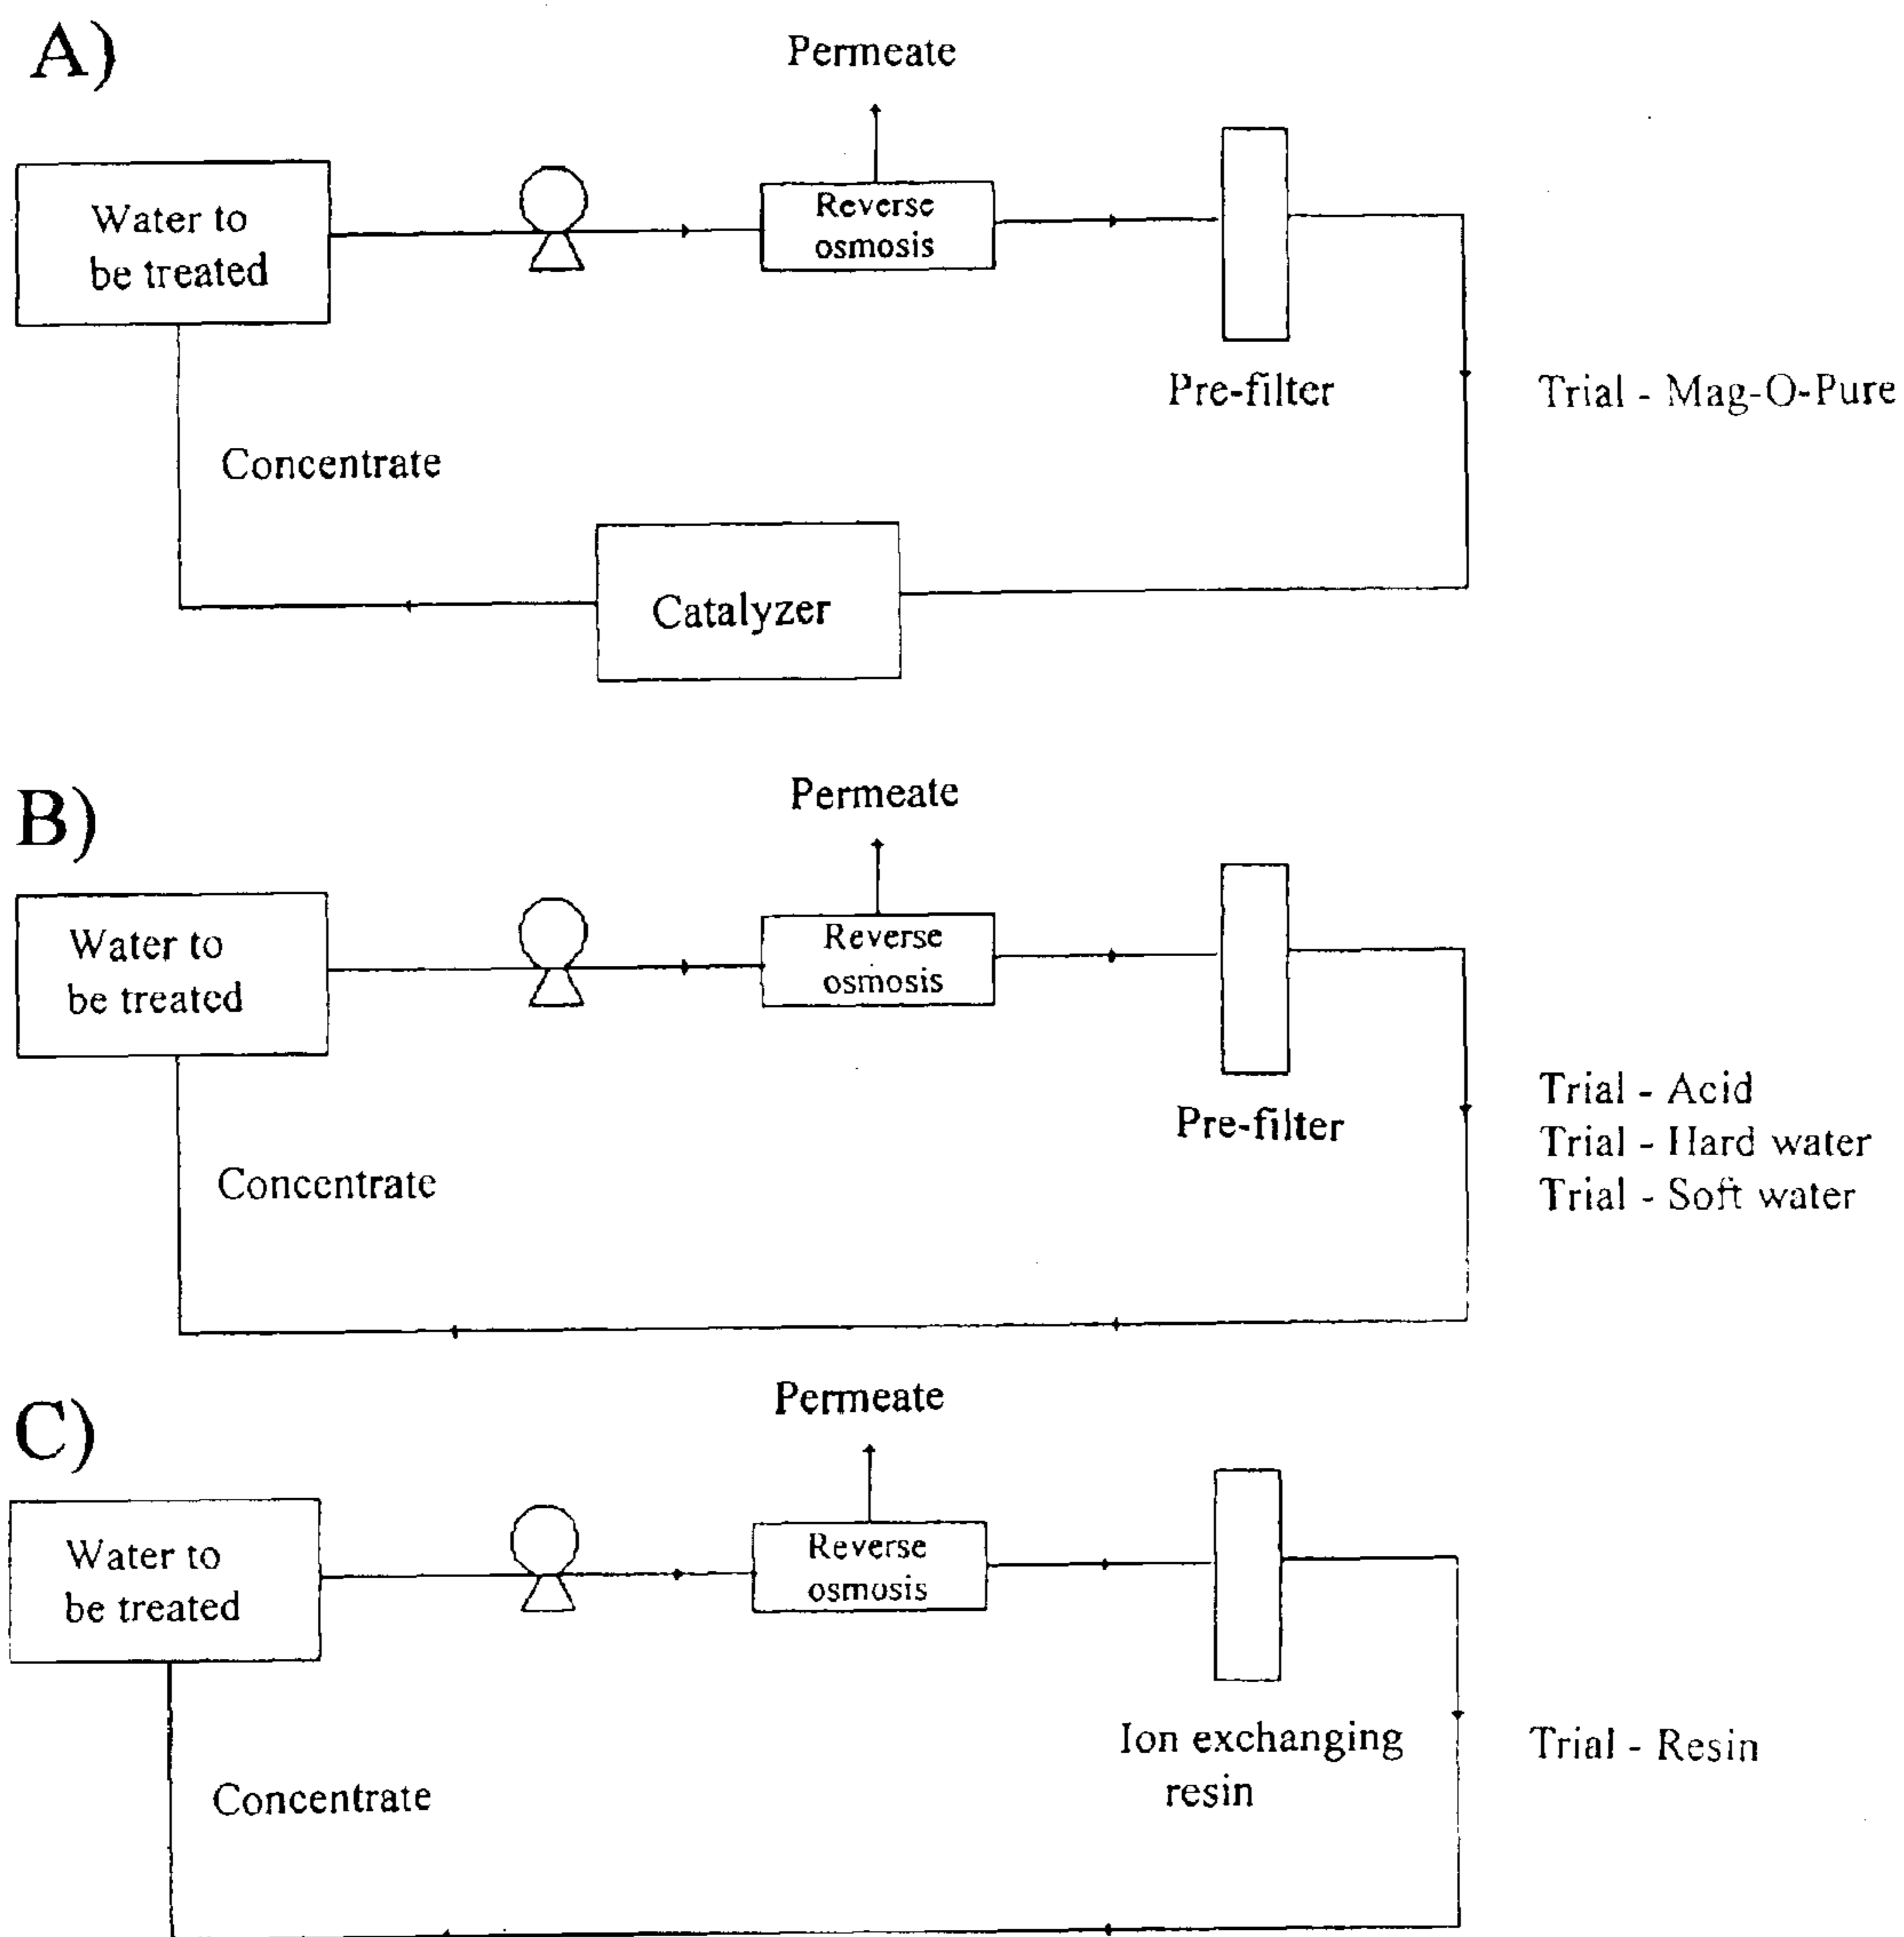 A)
Permeate
Water to
be treated
Reverse
osmosis
Pre-filter
Trial - Mag-O-Pure
Concentrate
Catalyzer
B)
Permeate
Water to
be treated
Reverse
osmosis
Pre-filter
Trial - Acid
Trial - Hard water
Trial - Soft water
Concentrate
C)
Permeate
Water to
be treated
Reverse
osmosis
Ion exchanging
resin
Trial - Resin
Concentrate